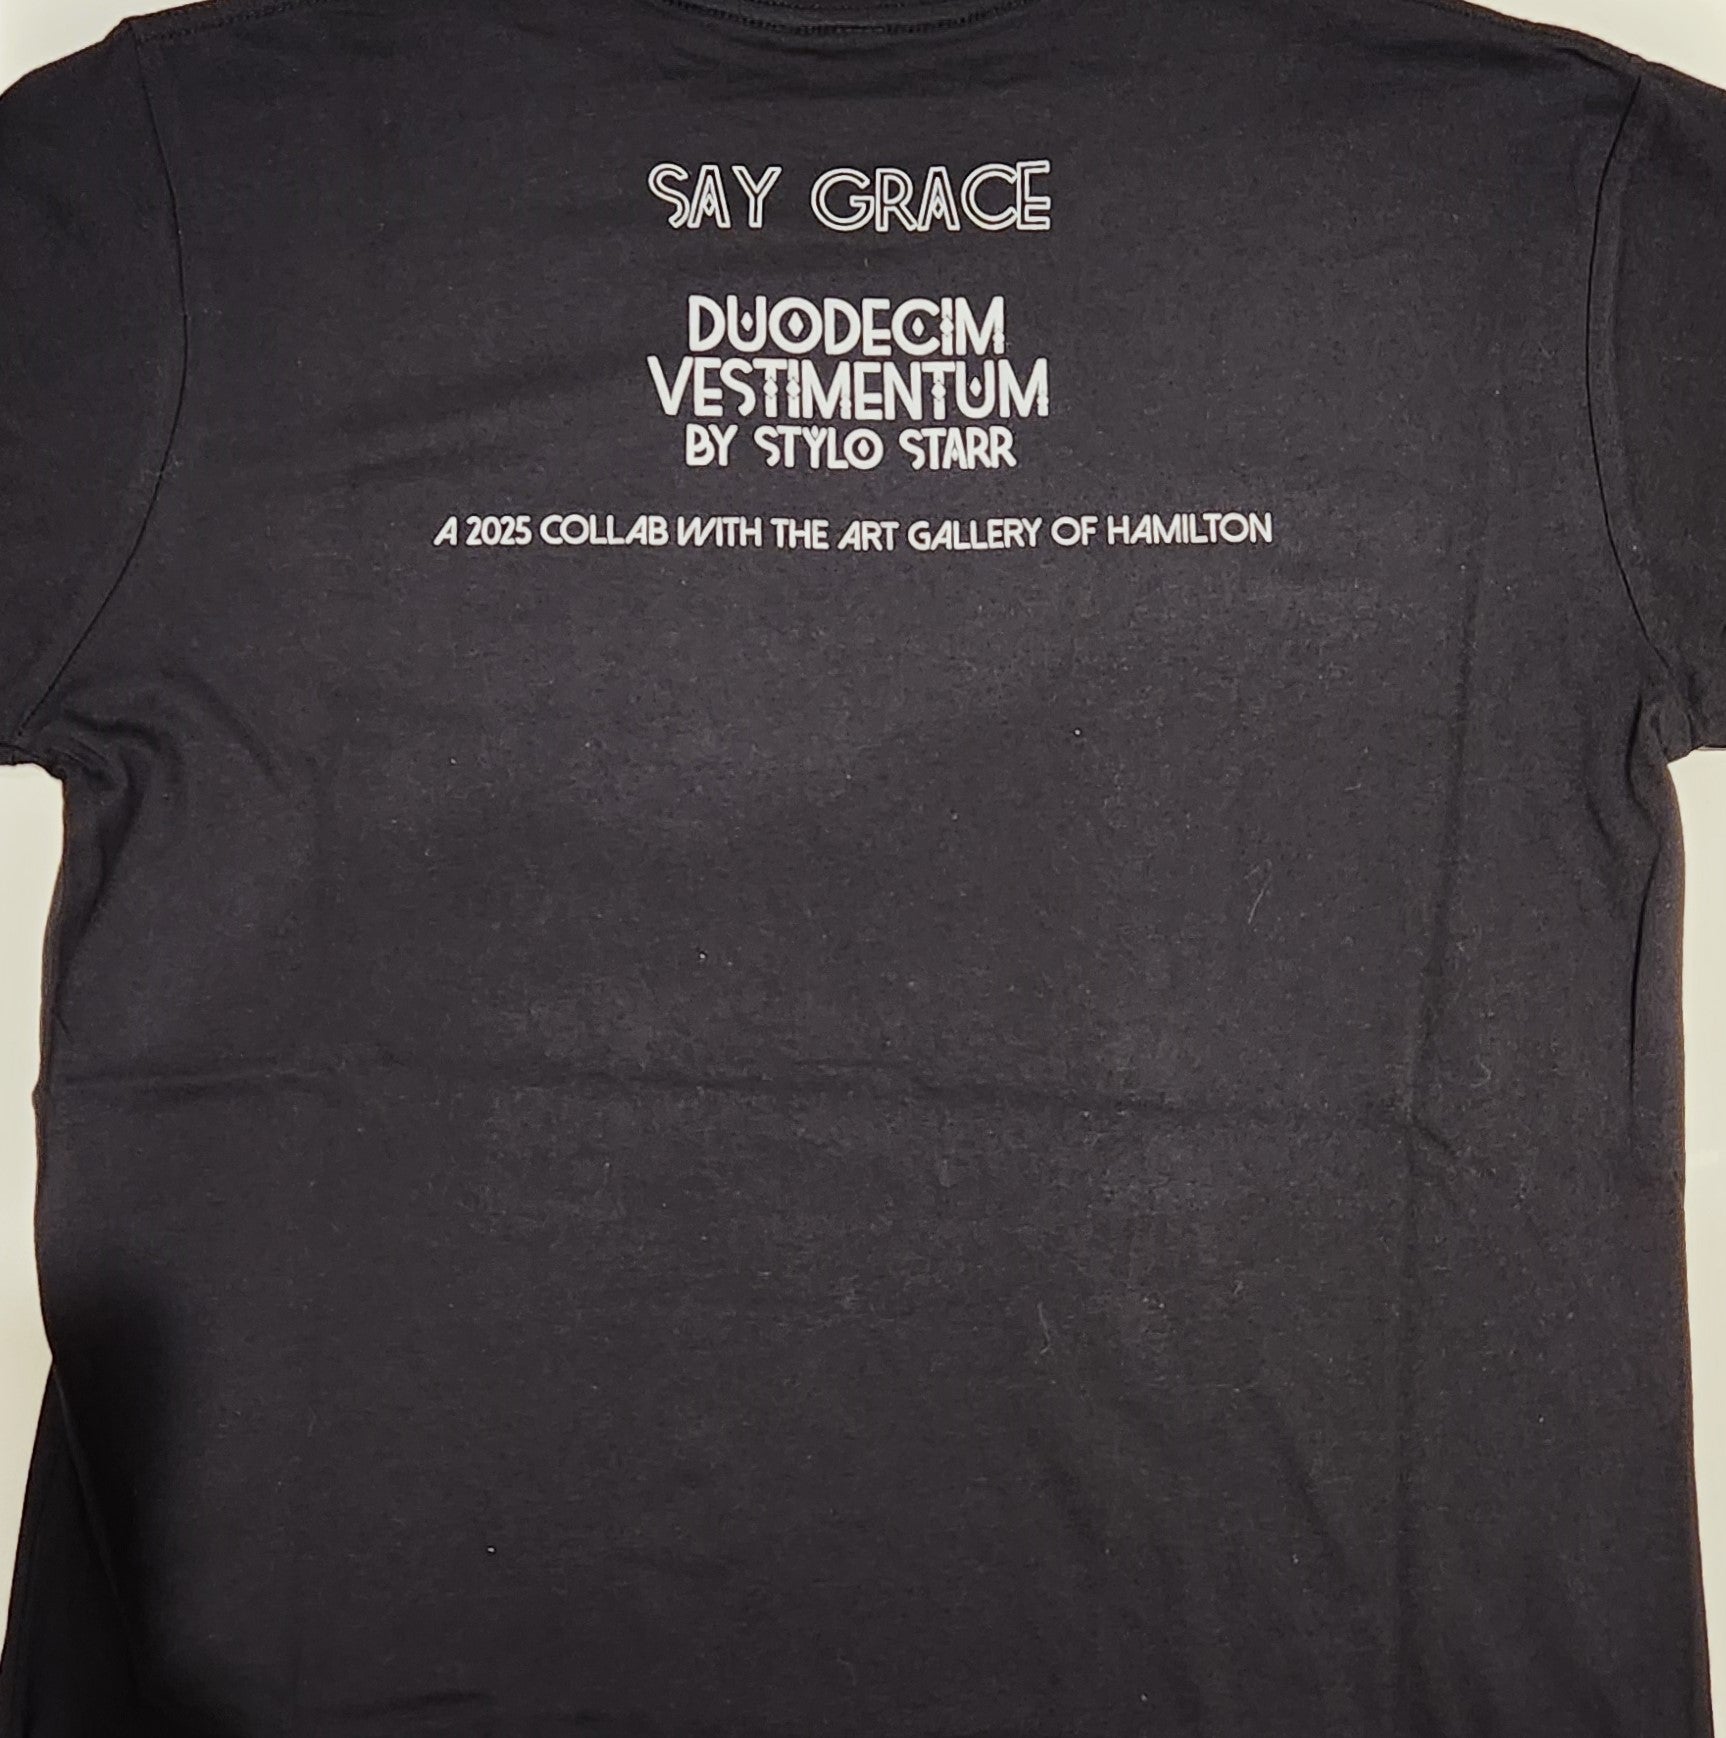 SAY GRACE
DUODECIM
VESTIMENTUM
BY STYLO STARR
A 2025 COLLAB WITH THE ART GALLERY OF HAMILTON